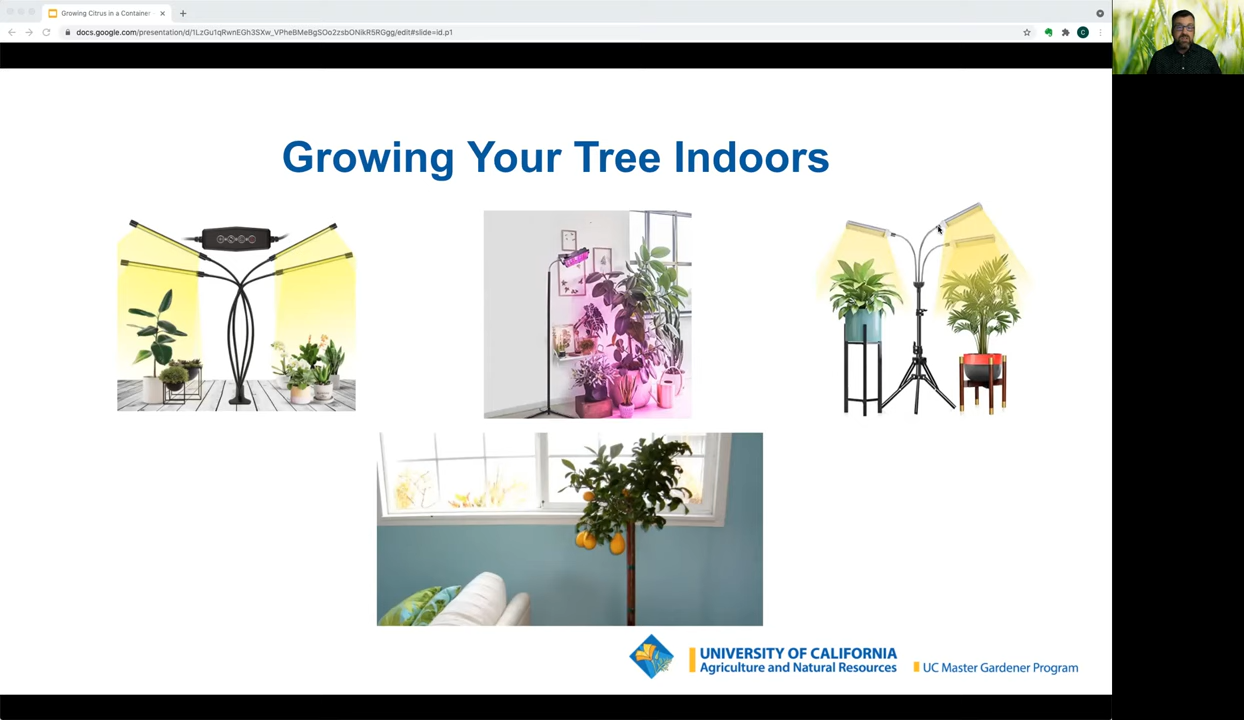 Growing Citrus in a Container
docs.google.com/presentation/d/1LzGu1qRwnEGh3SXw_VPheBMeBgSOo2zsbONikR5RGgg/edit#slide=id.p1
C
Growing Your Tree Indoors
UNIVERSITY OF CALIFORNIA
Agriculture and Natural Resources
UC Master Gardener Program